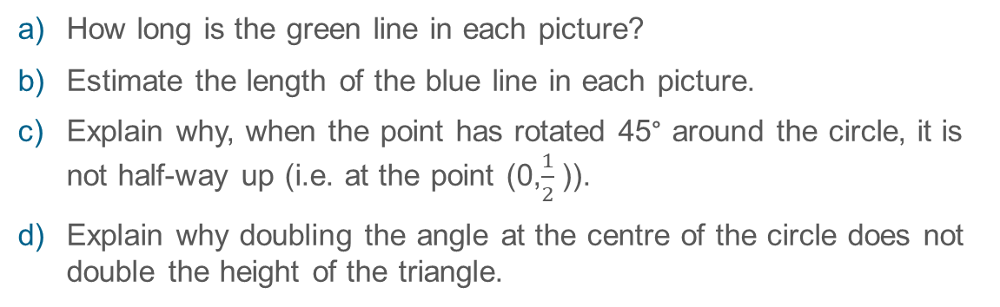 a) How long is the green line in each picture?
b) Estimate the length of the blue line in each picture.
c) Explain why, when the point has rotated 45° around the circle, it is
not half-way up (i.e. at the point (0,½ )).
d) Explain why doubling the angle at the centre of the circle does not
double the height of the triangle.